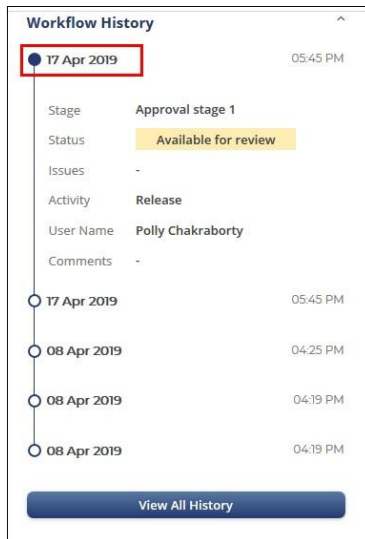 Workflow History
17 Apr 2019 05:45 PM
Stage Approval stage 1
Status Available for review
Issues -
Activity Release
User Name Polly Chakraborty
Comments -
17 Apr 2019 05:45 PM
08 Apr 2019 04:25 PM
08 Apr 2019 04:19 PM
08 Apr 2019 04:19 PM
View All History